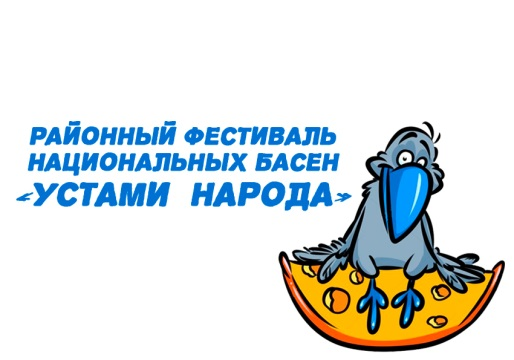 РАЙОННЫЙ ФЕСТИВАЛЬ
НАЦИОНАЛЬНЫХ БАСЕН
«УСТАМИ НАРОДА»